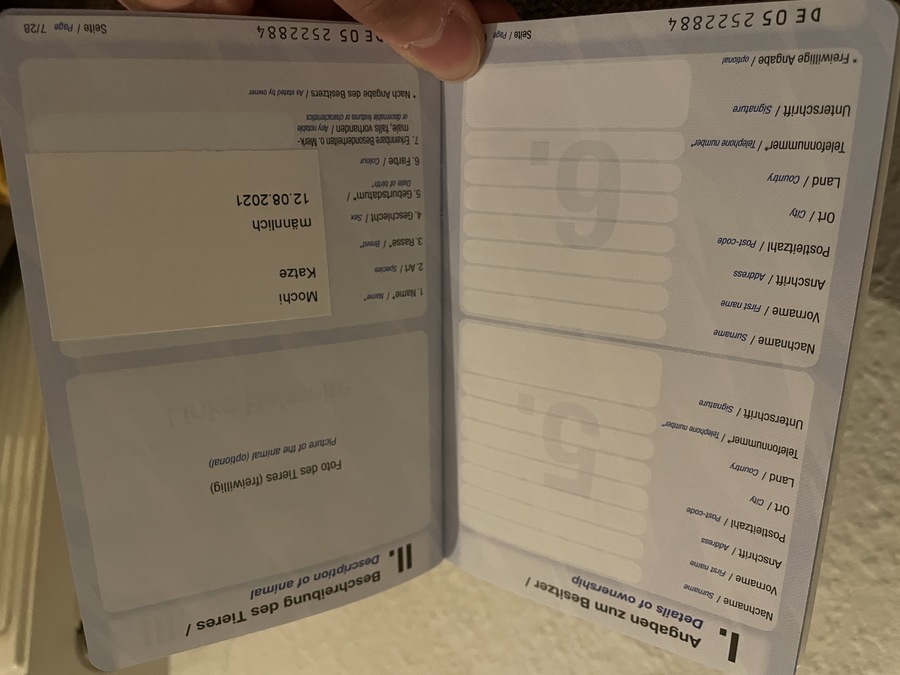 I. Angaben zum Besitzer /
Details of ownership
Nachname / Surname
Vorname / First name
Anschrift / Address
Postleitzahl / Post-code
Ort / City
Land / Country
Telefonnummer* / Telephone number*
Unterschrift / Signature
5.
Nachname / Surname
Vorname / First name
Anschrift / Address
Postleitzahl / Post-code
Ort / City
Land / Country
Telefonnummer* / Telephone number*
Unterschrift / Signature
6.
* Freiwillige Angabe / optional
DE 05 2522884
Seite / Page
II. Beschreibung des Tieres /
Description of animal
Foto des Tieres (freiwillig)
Picture of the animal (optional)
1. Name* / Name*
Mochi
2. Art / Species
Katze
3. Rasse* / Breed*
4. Geschlecht / Sex
männlich
5. Geburtsdatum* /
Date of birth*
12.08.2021
6. Farbe / Colour
7. Erkennbare Besonderheiten o. Merk-
male, falls vorhanden / Any notable
or discernable features or characteristics
* Nach Angabe des Besitzers / As stated by owner
DE 05 2522884
Seite / Page 7/28